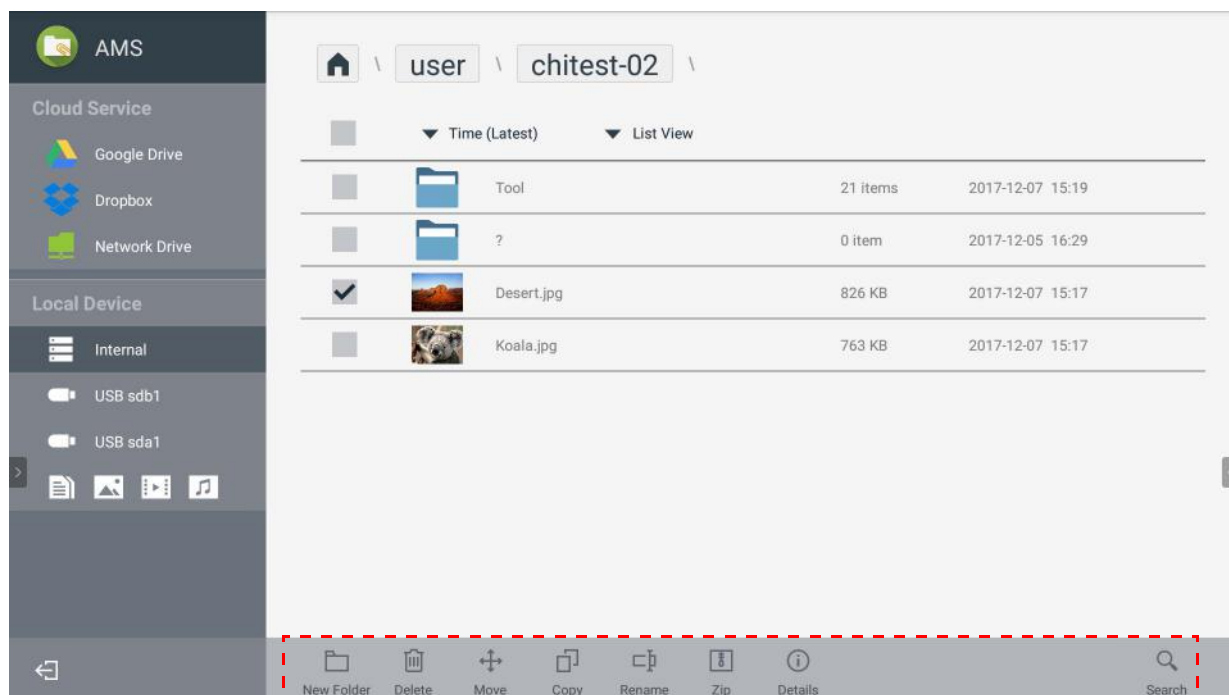 AMS
Cloud Service
Google Drive
Dropbox
Network Drive
Local Device
Internal
USB sdb1
USB sda1
\ user \ chitest-02 \
Time (Latest) List View
Tool 21 items 2017-12-07 15:19
? 0 item 2017-12-05 16:29
Desert.jpg 826 KB 2017-12-07 15:17
Koala.jpg 763 KB 2017-12-07 15:17
New Folder Delete Move Copy Rename Zip Details Search